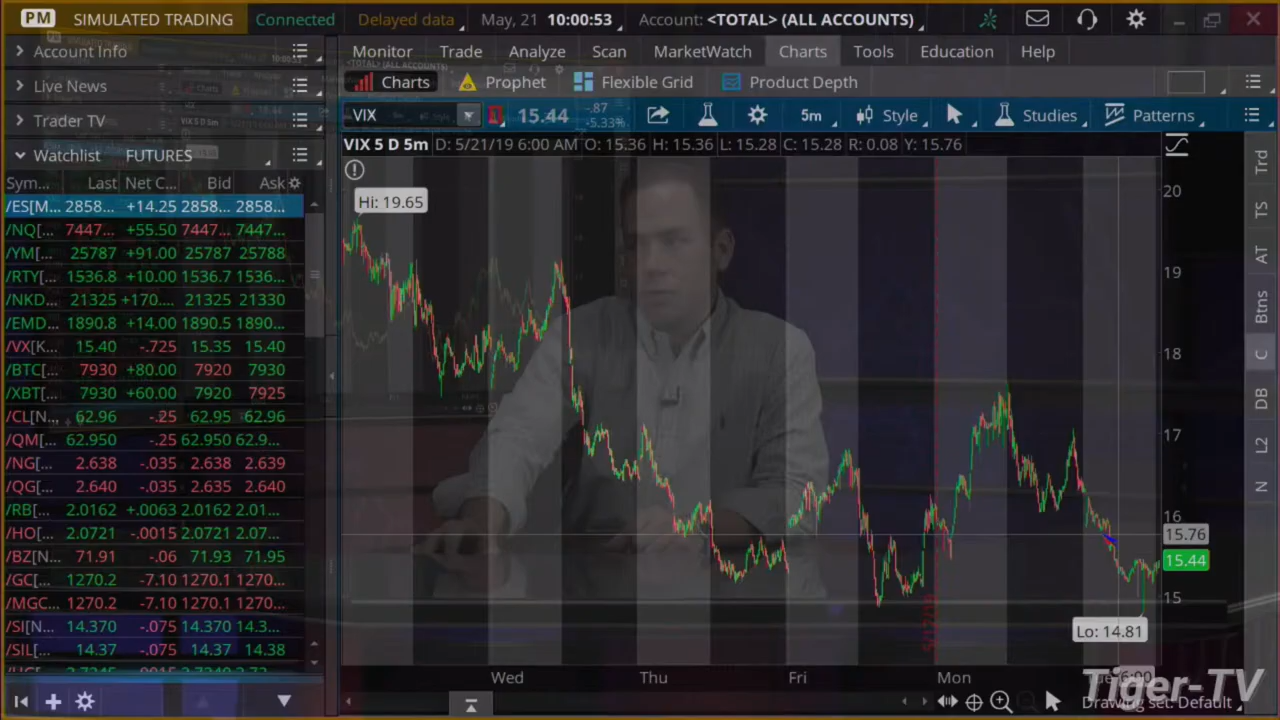 PM SIMULATED TRADING Connected Delayed data May, 21 10:00:53 Account: <TOTAL> (ALL ACCOUNTS)
Account Info
Live News
Trader TV
Watchlist FUTURES
Monitor Trade Analyze Scan MarketWatch Charts Tools Education Help
Charts Prophet Flexible Grid Product Depth
VIX 15.44 -.87 -5.33% 5m Style Studies Patterns
VIX 5 D 5m D: 5/21/19 6:00 AM O: 15.36 H: 15.36 L: 15.28 C: 15.28 R: 0.08 Y: 15.76
Sym... Last Net C... Bid Ask
/ES[M... 2858... +14.25 2858... 2858...
/NQ[... 7447... +55.50 7447... 7447...
/YM[... 25787 +91.00 25787 25788
/RTY[... 1536.8 +10.00 1536.7 1536...
/NKD... 21325 +170.... 21325 21330
/EMD... 1890.8 +14.00 1890.5 1890...
/VX[K... 15.40 -.725 15.35 15.40
/BTC[... 7930 +80.00 7920 7930
/XBT[... 7930 +60.00 7920 7925
/CL[N... 62.96 -.25 62.95 62.96
/QM[... 62.950 -.25 62.950 62.9...
/NG[... 2.638 -.035 2.638 2.639
/QG[... 2.640 -.035 2.635 2.640
/RB[... 2.0162 +.0063 2.0162 2.01...
/HO[... 2.0721 -.0015 2.0723 2.07...
/BZ[N... 71.91 -.06 71.93 71.95
/GC[... 1270.2 -7.10 1270.1 1270...
/MGC... 1270.2 -7.10 1270.1 1270...
/SI[N... 14.370 -.075 14.370 14.3...
/SIL[... 14.37 -.075 14.37 14.38
Hi: 19.65
20
19
18
17
16
15.76
15.44
15
Lo: 14.81
Wed Thu Fri Mon
Trd
TS
AT
Btns
C
DB
L2
N
Drawing set: Default
Tiger-TV